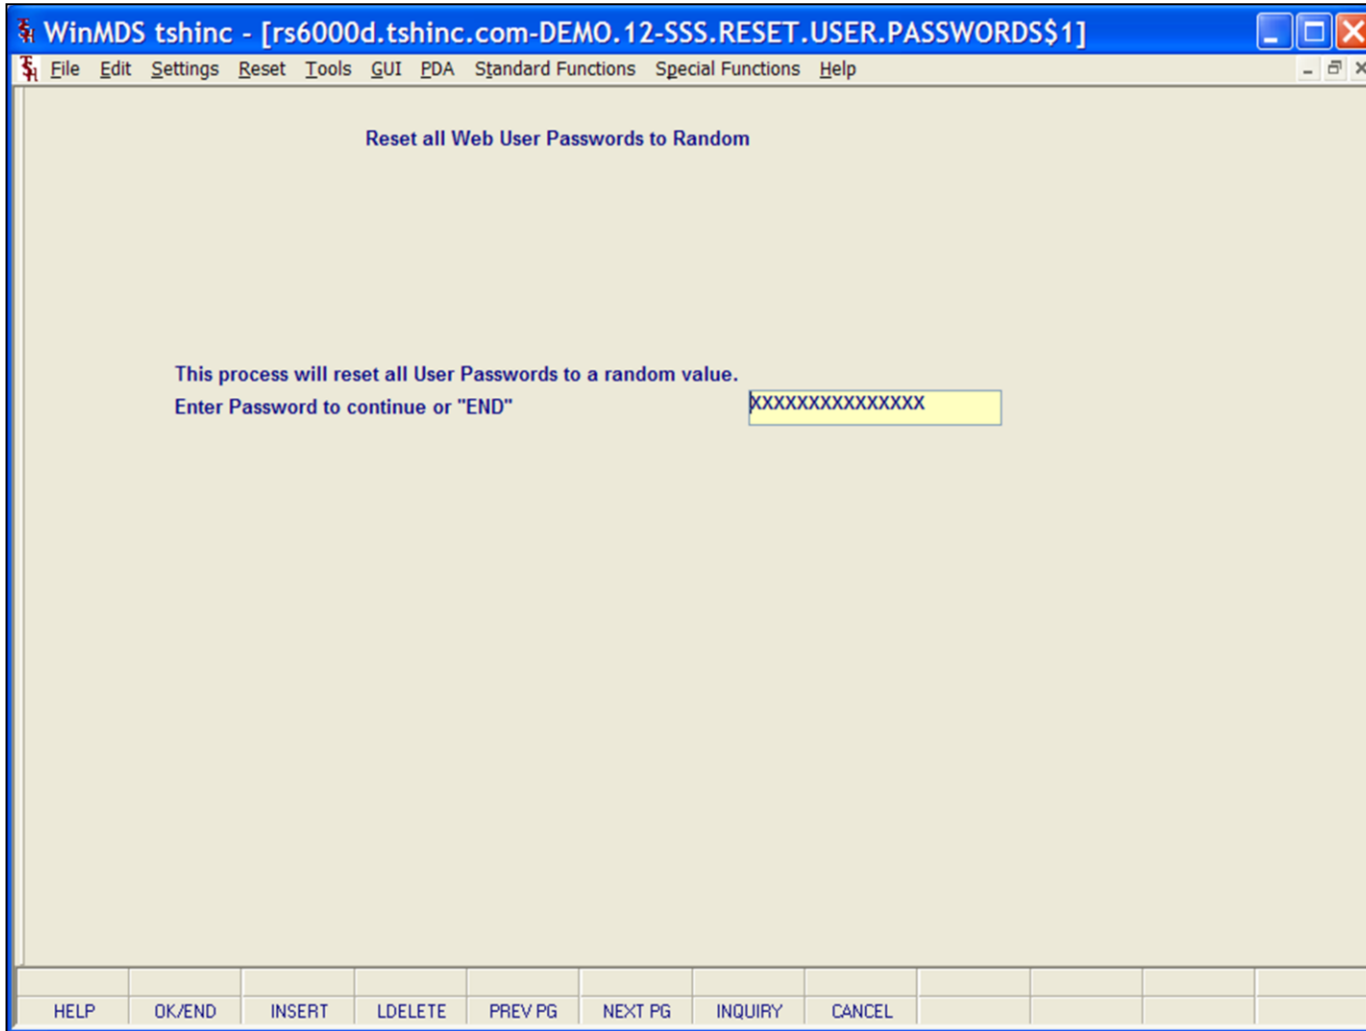 WinMDS tshinc - [rs6000d.tshinc.com-DEMO.12-SSS.RESET.USER.PASSWORDS$1]
File Edit Settings Reset Tools GUI PDA Standard Functions Special Functions Help
Reset all Web User Passwords to Random
This process will reset all User Passwords to a random value.
Enter Password to continue or "END" XXXXXXXXXXXXXXX
HELP OK/END INSERT LDELETE PREV PG NEXT PG INQUIRY CANCEL